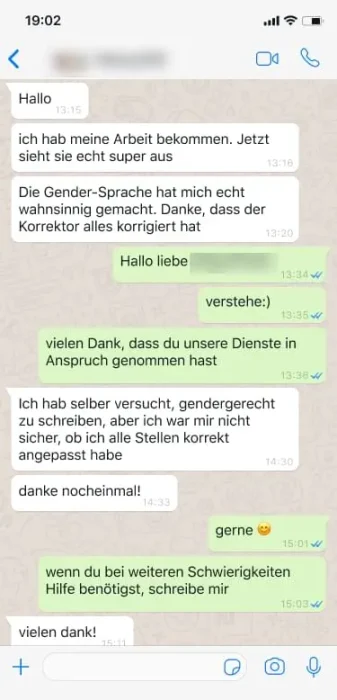 19:02
Hallo
13:15
ich hab meine Arbeit bekommen. Jetzt
sieht sie echt super aus
13:16
Die Gender-Sprache hat mich echt
wahnsinnig gemacht. Danke, dass der
Korrektor alles korrigiert hat
13:20
Hallo liebe
13:34
verstehe:)
13:35
vielen Dank, dass du unsere Dienste in
Anspruch genommen hast
13:36
Ich hab selber versucht, gendergerecht
zu schreiben, aber ich war mir nicht
sicher, ob ich alle Stellen korrekt
angepasst habe
14:30
danke nocheinmal!
14:33
gerne 😊
15:01
wenn du bei weiteren Schwierigkeiten
Hilfe benötigst, schreibe mir
15:03
vielen dank!
15:11